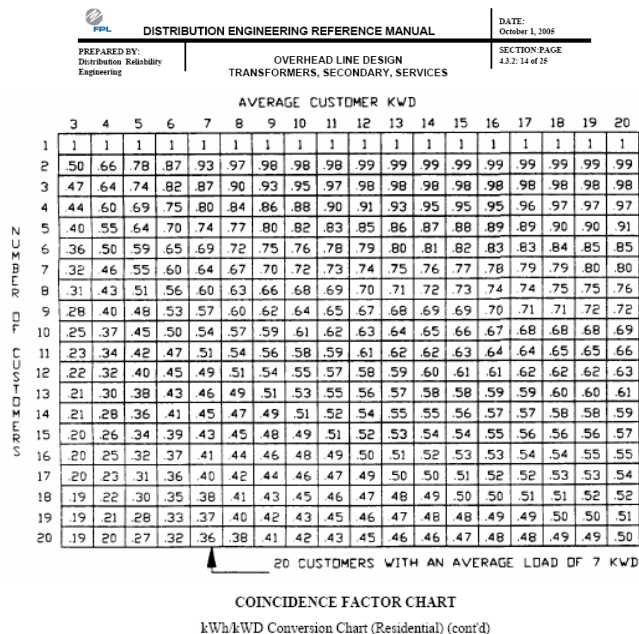 FPL
DISTRIBUTION ENGINEERING REFERENCE MANUAL
DATE:
October 1, 2005
PREPARED BY:
Distribution Reliability
Engineering
OVERHEAD LINE DESIGN
TRANSFORMERS, SECONDARY, SERVICES
SECTION:PAGE
4.3.2: 14 of 25
AVERAGE CUSTOMER KWD
3 4 5 6 7 8 9 10 11 12 13 14 15 16 17 18 19 20
1 1 1 1 1 1 1 1 1 1 1 1 1 1 1 1 1 1 1
2 .50 .66 .78 .87 .93 .97 .98 .98 .98 .99 .99 .99 .99 .99 .99 .99 .99 .99
3 .47 .64 .74 .82 .87 .90 .93 .95 .97 .98 .98 .98 .98 .98 .98 .98 .98 .98
4 .44 .60 .69 .75 .80 .84 .86 .88 .90 .91 .93 .95 .95 .95 .96 .97 .97 .97
5 .40 .55 .64 .70 .74 .77 .80 .82 .83 .85 .86 .87 .88 .89 .89 .90 .90 .91
6 .36 .50 .59 .65 .69 .72 .75 .76 .78 .79 .80 .81 .82 .83 .83 .84 .85 .85
7 .32 .46 .55 .60 .64 .67 .70 .72 .73 .74 .75 .76 .77 .78 .79 .79 .80 .80
8 .31 .43 .51 .56 .60 .63 .66 .68 .69 .70 .71 .72 .73 .74 .74 .75 .75 .76
9 .28 .40 .48 .53 .57 .60 .62 .64 .65 .67 .68 .69 .69 .70 .71 .71 .72 .72
10 .25 .37 .45 .50 .54 .57 .59 .61 .62 .63 .64 .65 .66 .67 .68 .68 .68 .69
11 .23 .34 .42 .47 .51 .54 .56 .58 .59 .61 .62 .62 .63 .64 .64 .65 .65 .66
12 .22 .32 .40 .45 .49 .51 .54 .55 .57 .58 .59 .60 .61 .61 .62 .62 .62 .63
13 .21 .30 .38 .43 .46 49 .51 .53 .55 .56 .57 .58 .58 .59 .59 .60 .60 .61
14 .21 .28 .36 .41 .45 .47 .49 .51 .52 .54 .55 .55 .56 .57 .57 .58 .58 .59
15 .20 .26 .34 .39 .43 .45 .48 .49 .51 .52 .53 .54 .54 .55 .56 .56 .56 .57
16 .20 .25 .32 .37 .41 .44 .46 .48 .49 .50 .51 .52 .53 .53 .54 .54 .55 .55
17 .20 .23 .31 .36 .40 .42 .44 .46 .47 .49 .50 .50 .51 .52 .52 .53 .53 .54
18 .19 .22 .30 .35 .38 .41 .43 .45 .46 .47 .48 .49 .50 .50 .51 .51 .52 .52
19 .19 .21 .28 .33 .37 .40 .42 .43 .45 .46 .47 .48 .48 .49 .49 .50 .50 .51
20 .19 .20 .27 .32 .36 .38 .41 .42 .43 .45 .46 .46 .47 .48 .48 .49 .49 .50
NUMBER OF CUSTOMERS
20 CUSTOMERS WITH AN AVERAGE LOAD OF 7 KWD
COINCIDENCE FACTOR CHART
kWh/kWD Conversion Chart (Residential) (cont'd)